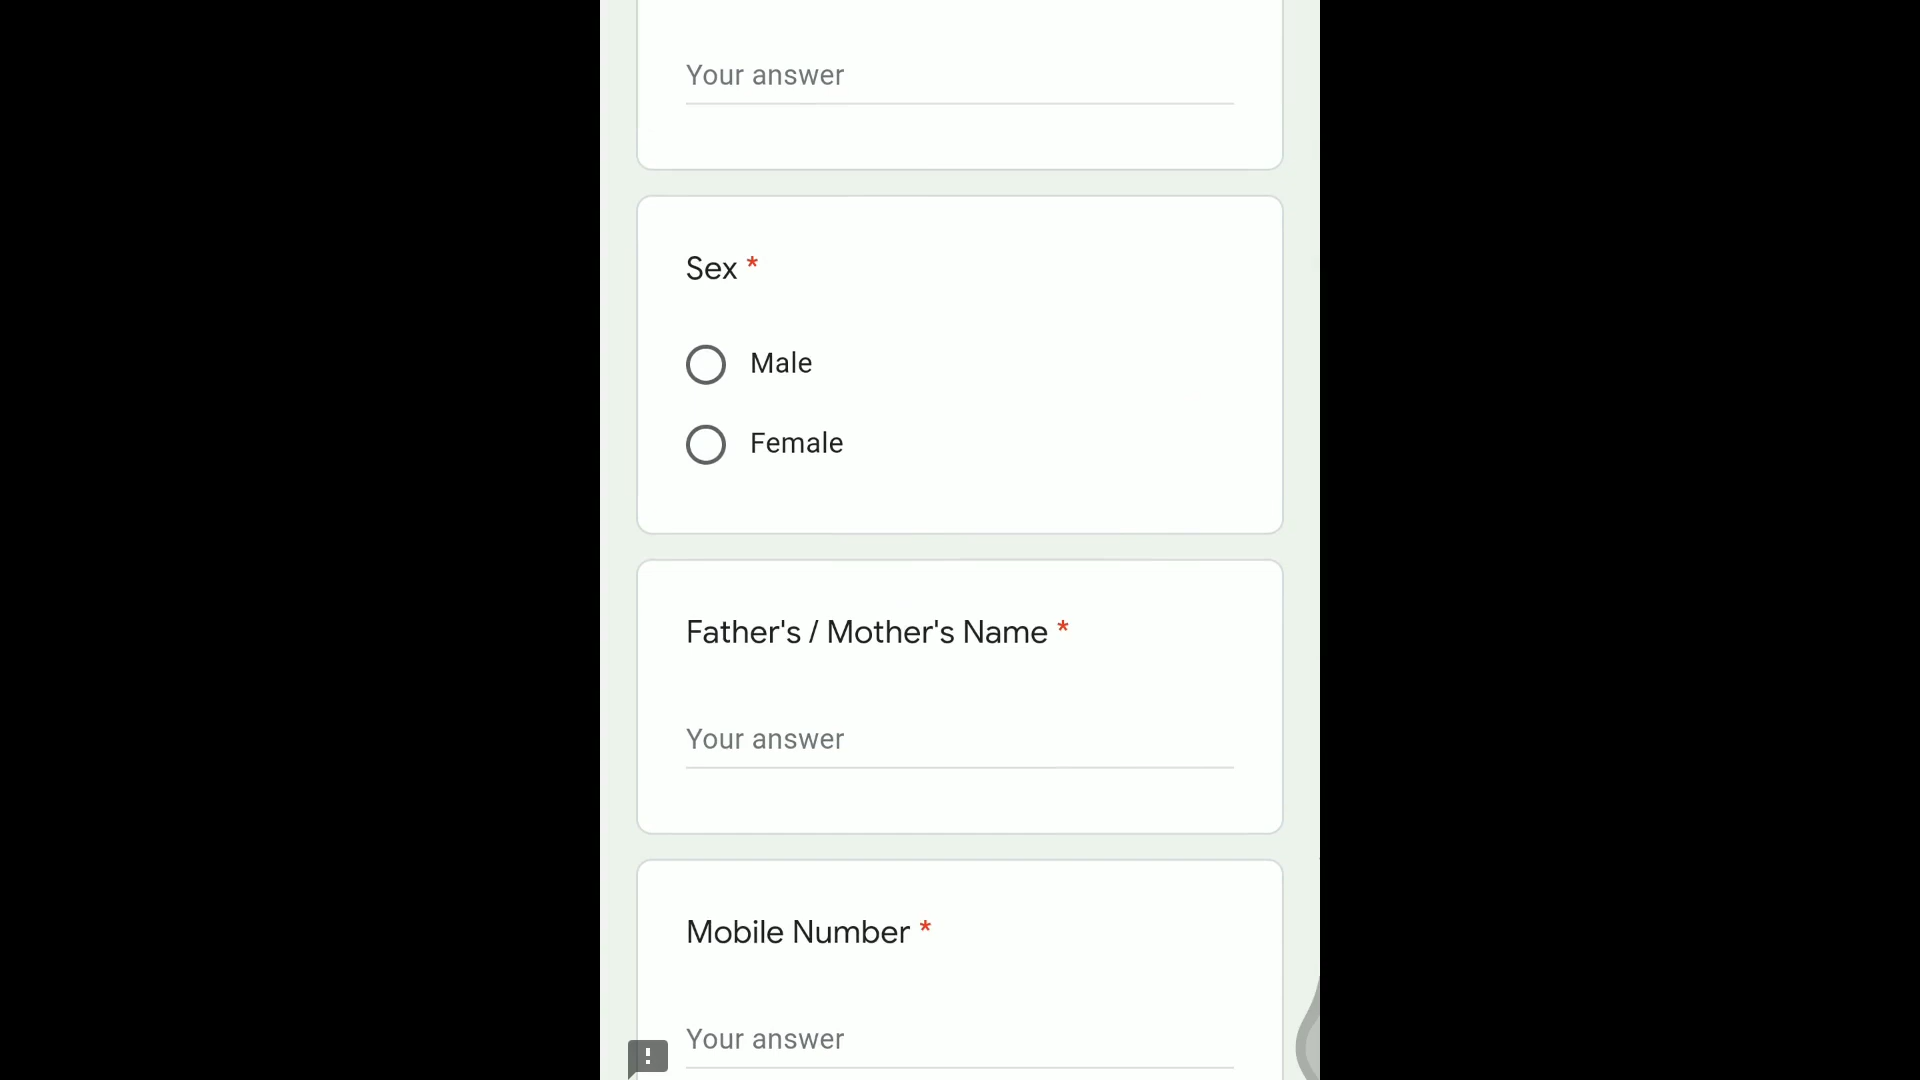 Your answer
Sex *
Male
Female
Father's / Mother's Name *
Your answer
Mobile Number *
Your answer